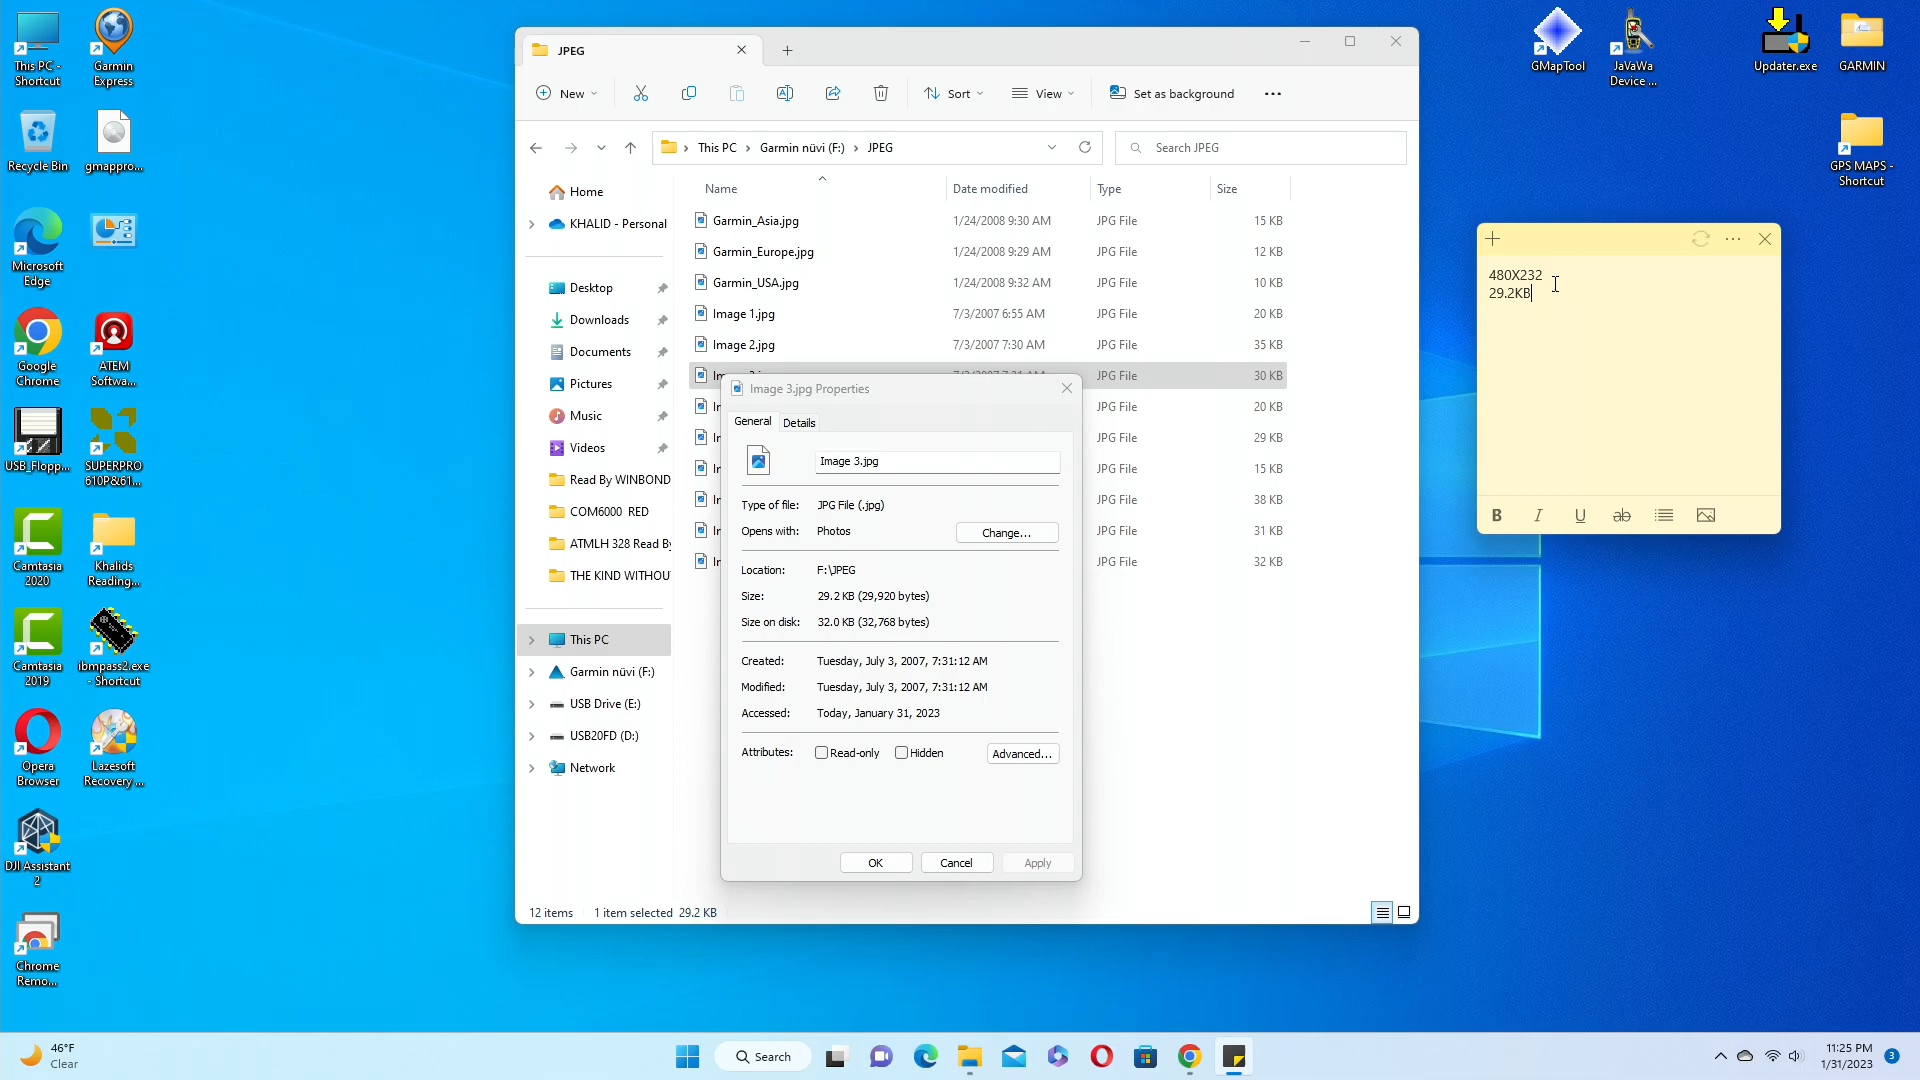 This PC -
Shortcut
Garmin
Express
Recycle Bin
gmappro...
Microsoft
Edge
Google
Chrome
ATEM
Softwa...
USB_Flopp...
SUPERPRO
610P&61...
Camtasia
2020
Khalids
Reading...
Camtasia
2019
ibmpass2.exe
- Shortcut
Opera
Browser
Lazesoft
Recovery ...
DJI Assistant
2
Chrome
Remo...
JPEG
New
Sort
View
Set as background
This PC
Garmin nüvi (F:)
JPEG
Search JPEG
Home
KHALID - Personal
Desktop
Downloads
Documents
Pictures
Music
Videos
Read By WINBOND
COM6000 RED
ATMLH 328 Read By
THE KIND WITHOU
This PC
Garmin nüvi (F:)
USB Drive (E:)
USB20FD (D:)
Network
Name Date modified Type Size
Garmin_Asia.jpg 1/24/2008 9:30 AM JPG File 15 KB
Garmin_Europe.jpg 1/24/2008 9:29 AM JPG File 12 KB
Garmin_USA.jpg 1/24/2008 9:32 AM JPG File 10 KB
Image 1.jpg 7/3/2007 6:55 AM JPG File 20 KB
Image 2.jpg 7/3/2007 7:30 AM JPG File 35 KB
JPG File 30 KB
JPG File 20 KB
JPG File 29 KB
JPG File 15 KB
JPG File 38 KB
JPG File 31 KB
JPG File 32 KB
Image 3.jpg Properties
General Details
Image 3.jpg
Type of file: JPG File (.jpg)
Opens with: Photos Change...
Location: F:\JPEG
Size: 29.2 KB (29,920 bytes)
Size on disk: 32.0 KB (32,768 bytes)
Created: Tuesday, July 3, 2007, 7:31:12 AM
Modified: Tuesday, July 3, 2007, 7:31:12 AM
Accessed: Today, January 31, 2023
Attributes: Read-only Hidden Advanced...
OK Cancel Apply
12 items 1 item selected 29.2 KB
GMapTool
JaVaWa
Device ...
Updater.exe
GARMIN
GPS MAPS -
Shortcut
480X232
29.2KB
B I U ab
46°F
Clear
Search
11:25 PM
1/31/2023
3